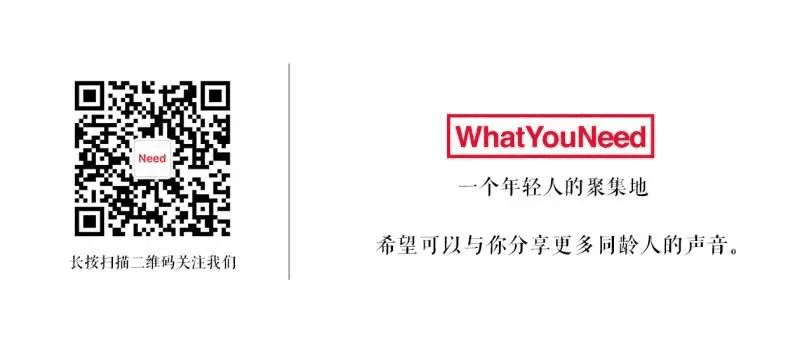 Need
长按扫描二维码关注我们
WhatYouNeed
一个年轻人的聚集地
希望可以与你分享更多同龄人的声音。